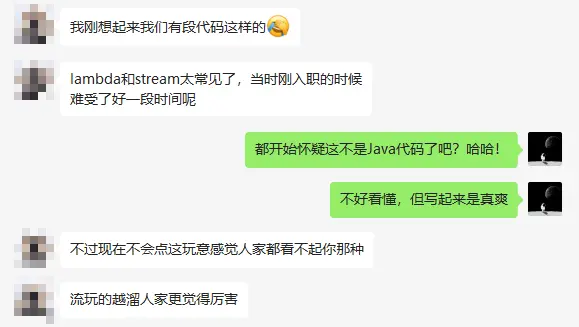 我刚想起来我们有段代码这样的
lambda和stream太常见了，当时刚入职的时候
难受了好一段时间呢
都开始怀疑这不是Java代码了吧？哈哈！
不好看懂，但写起来是真爽
不过现在不会点这玩意感觉人家都看不起你那种
流玩的越溜人家更觉得厉害